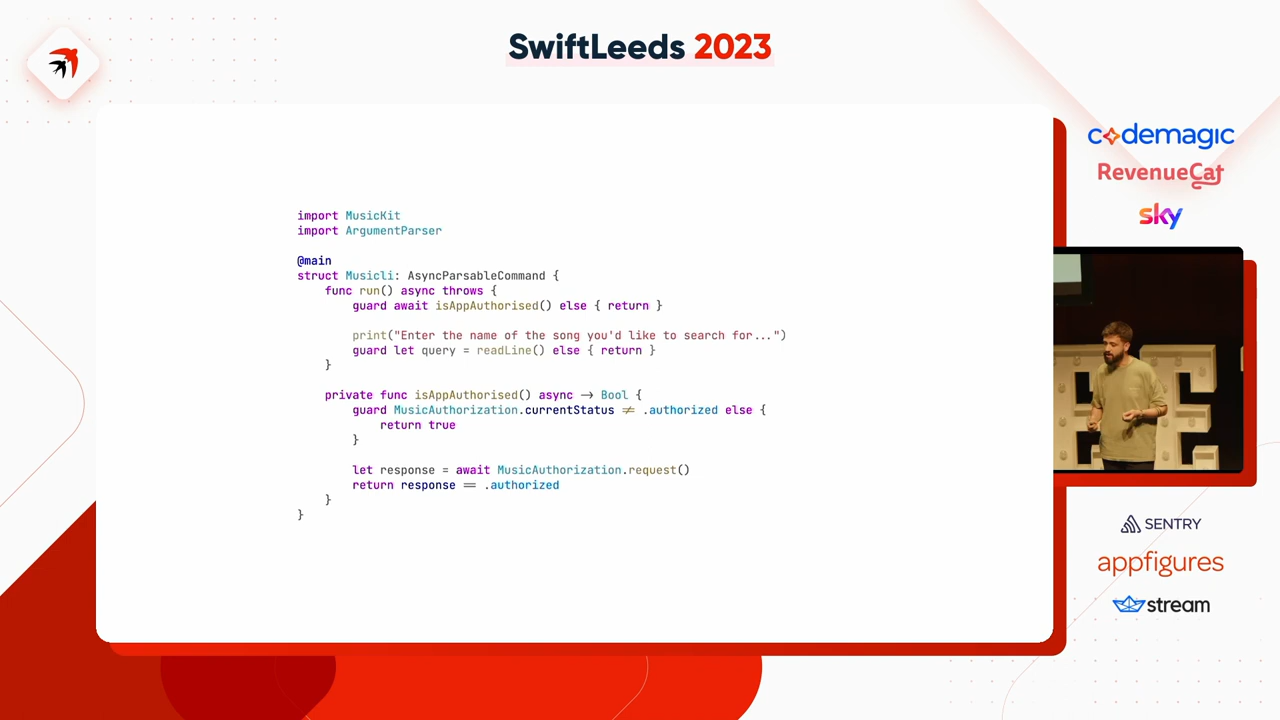 SwiftLeeds 2023
import MusicKit
import ArgumentParser
@main
struct Musicli: AsyncParsableCommand {
func run() async throws {
guard await isAppAuthorised() else { return }
print("Enter the name of the song you'd like to search for...")
guard let query = readLine() else { return }
}
private func isAppAuthorised() async → Bool {
guard MusicAuthorization.currentStatus ≠ .authorized else {
return true
}
let response = await MusicAuthorization.request()
return response == .authorized
}
}
codemagic
RevenueCat
sky
SENTRY
appfigures
stream